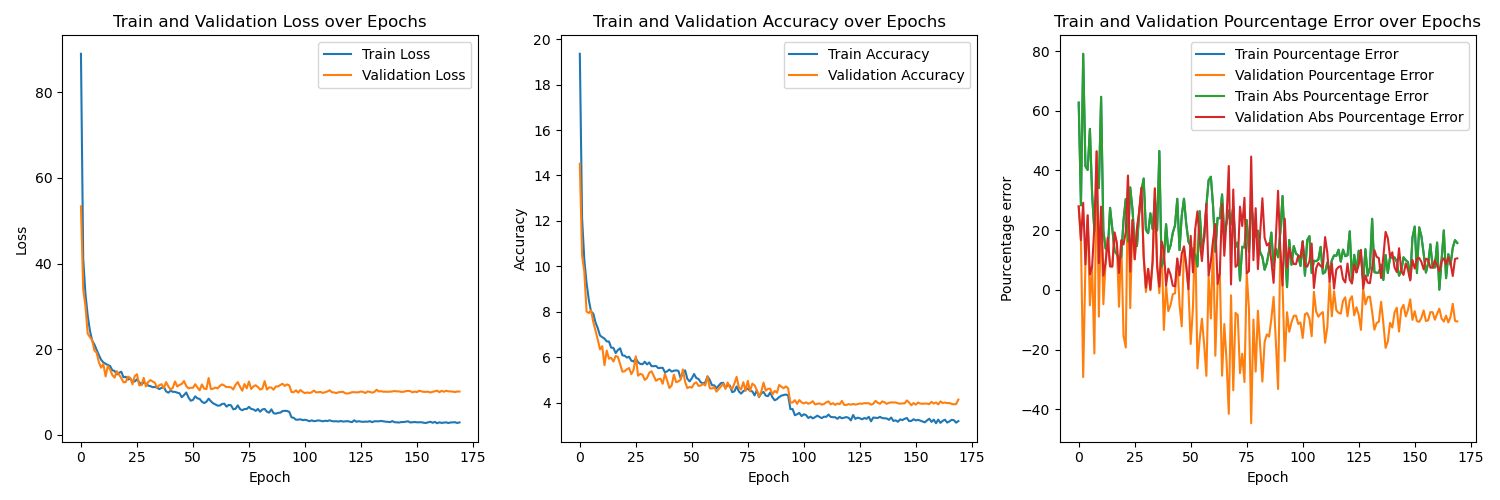 Train and Validation Loss over Epochs
Train Loss
Validation Loss
80
60
40
20
0
Loss
0 25 50 75 100 125 150 175
Epoch
Train and Validation Accuracy over Epochs
Train Accuracy
Validation Accuracy
20
18
16
14
12
10
8
6
4
Accuracy
0 25 50 75 100 125 150 175
Epoch
Train and Validation Pourcentage Error over Epochs
Train Pourcentage Error
Validation Pourcentage Error
Train Abs Pourcentage Error
Validation Abs Pourcentage Error
80
60
40
20
0
−20
−40
Pourcentage error
0 25 50 75 100 125 150 175
Epoch